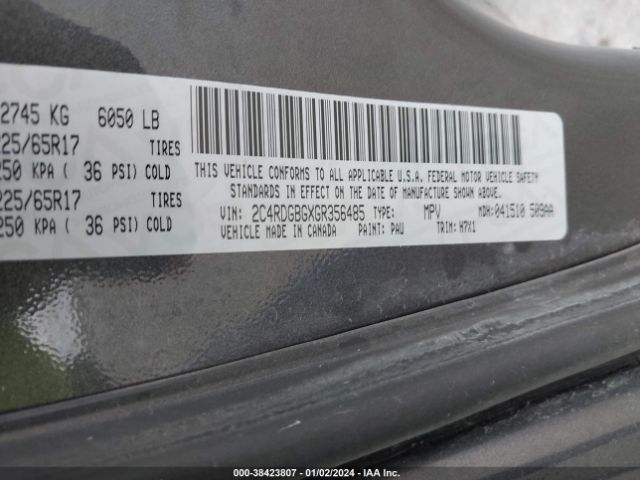 2745 KG 6050 LB
225/65R17 TIRES
250 KPA ( 36 PSI) COLD
225/65R17 TIRES
250 KPA ( 36 PSI) COLD
THIS VEHICLE CONFORMS TO ALL APPLICABLE U.S.A. FEDERAL MOTOR VEHICLE SAFETY
STANDARDS IN EFFECT ON THE DATE OF MANUFACTURE SHOWN ABOVE.
VIN: 2C4RDGBGXGR356485 TYPE: MPV MDH: 041510 509AA
VEHICLE MADE IN CANADA PAINT: PAU TRIM: H7X1
000-38423807 - 01/02/2024 - IAA Inc.